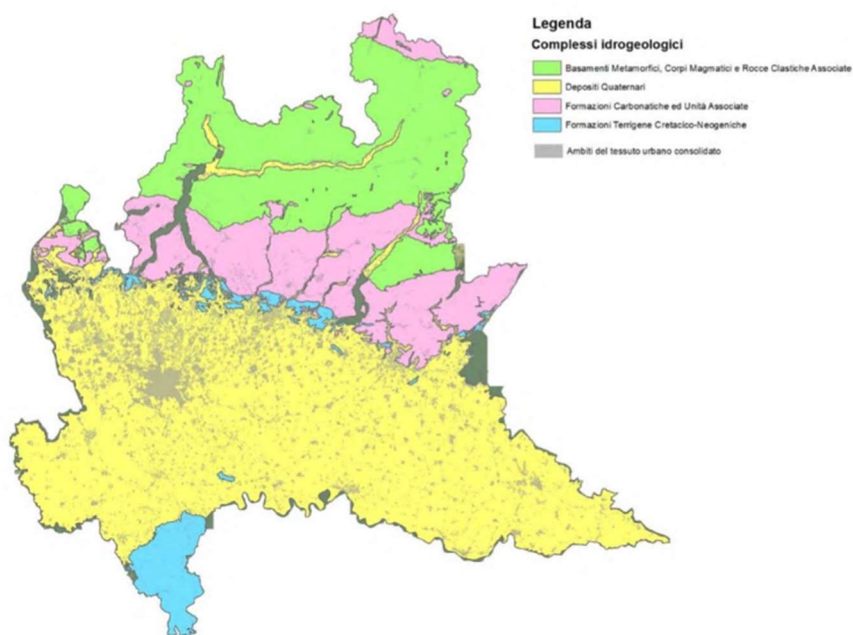 Legenda
Complessi idrogeologici
Basamenti Metamorfici, Corpi Magmatici e Rocce Clastiche Associate
Depositi Quaternari
Formazioni Carbonatiche ed Unità Associate
Formazioni Terrigene Cretacico-Neogeniche
Ambiti del tessuto urbano consolidato